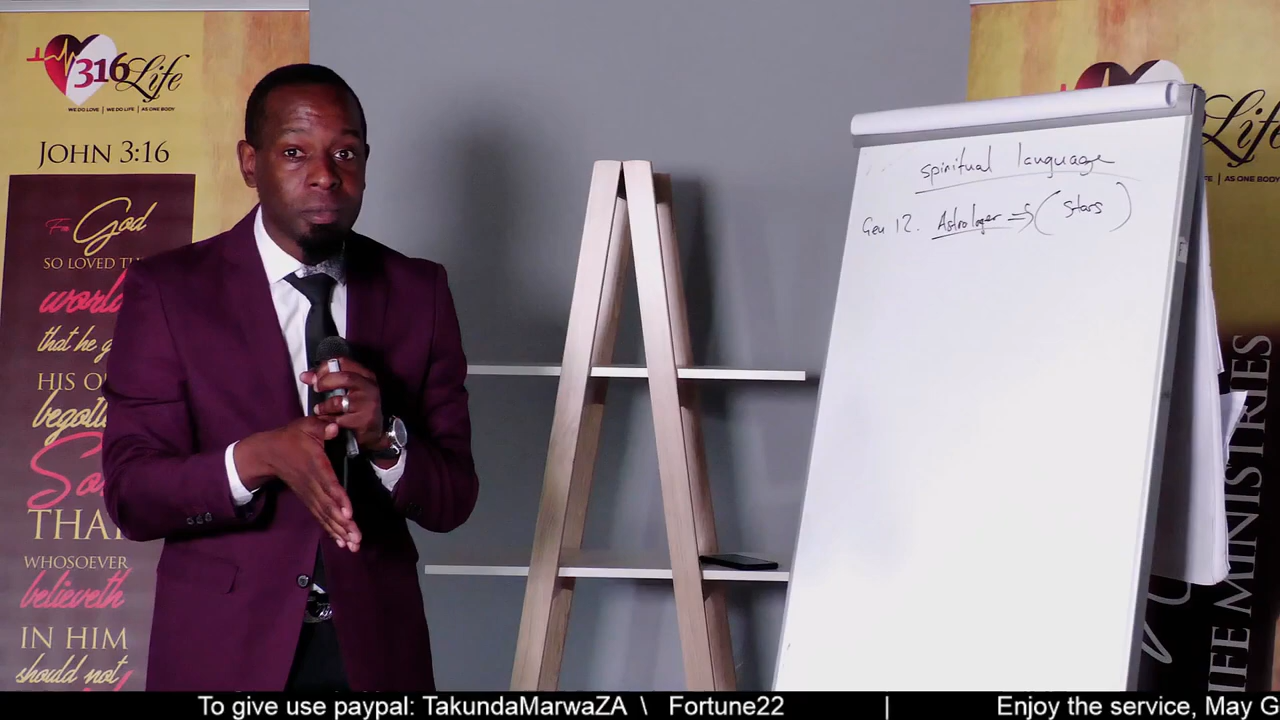 316 Life
WE DO LOVE | WE DO LIFE | AS ONE BODY
JOHN 3:16
For God
SO LOVED TH
world
that he g
HIS O
begott
So
THAT
WHOSOEVER
believeth
IN HIM
should not
spiritual language
Gen 12. Astrologer => (stars)
Life
FE | AS ONE BODY
LIFE MINISTRIES
To give use paypal: TakundaMarwaZA \ Fortune22 | Enjoy the service, May G